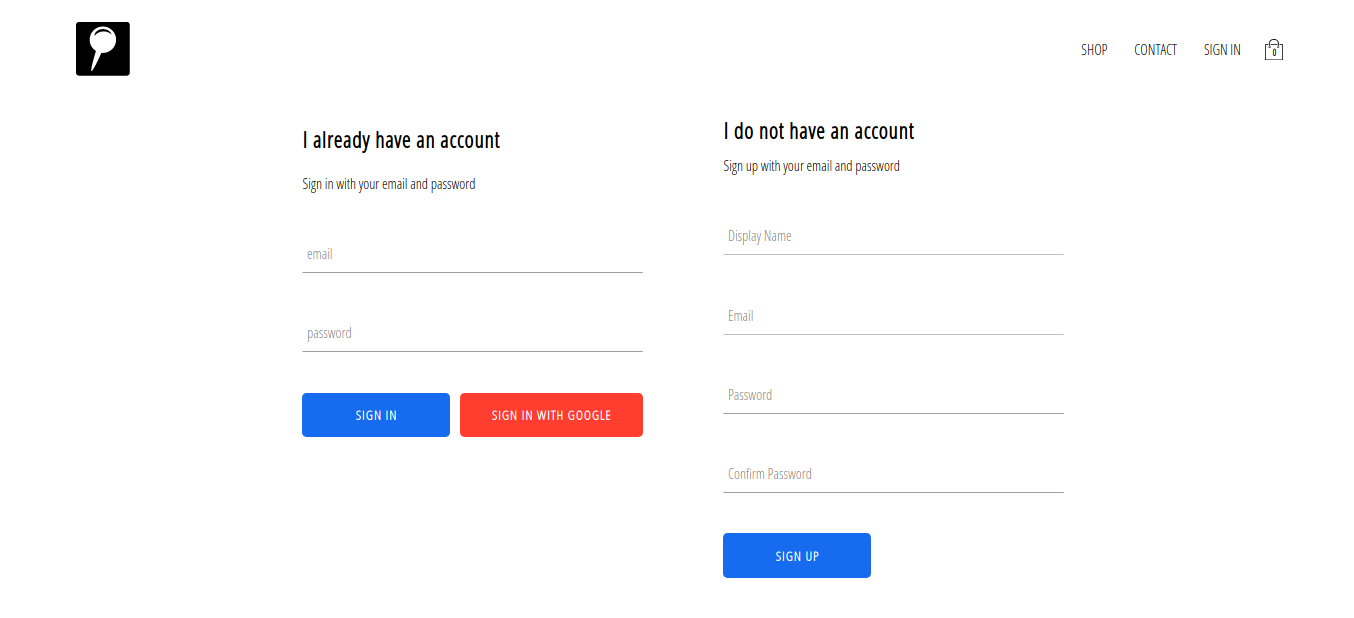 SHOP CONTACT SIGN IN 0
I already have an account
Sign in with your email and password
email
password
SIGN IN SIGN IN WITH GOOGLE
I do not have an account
Sign up with your email and password
Display Name
Email
Password
Confirm Password
SIGN UP